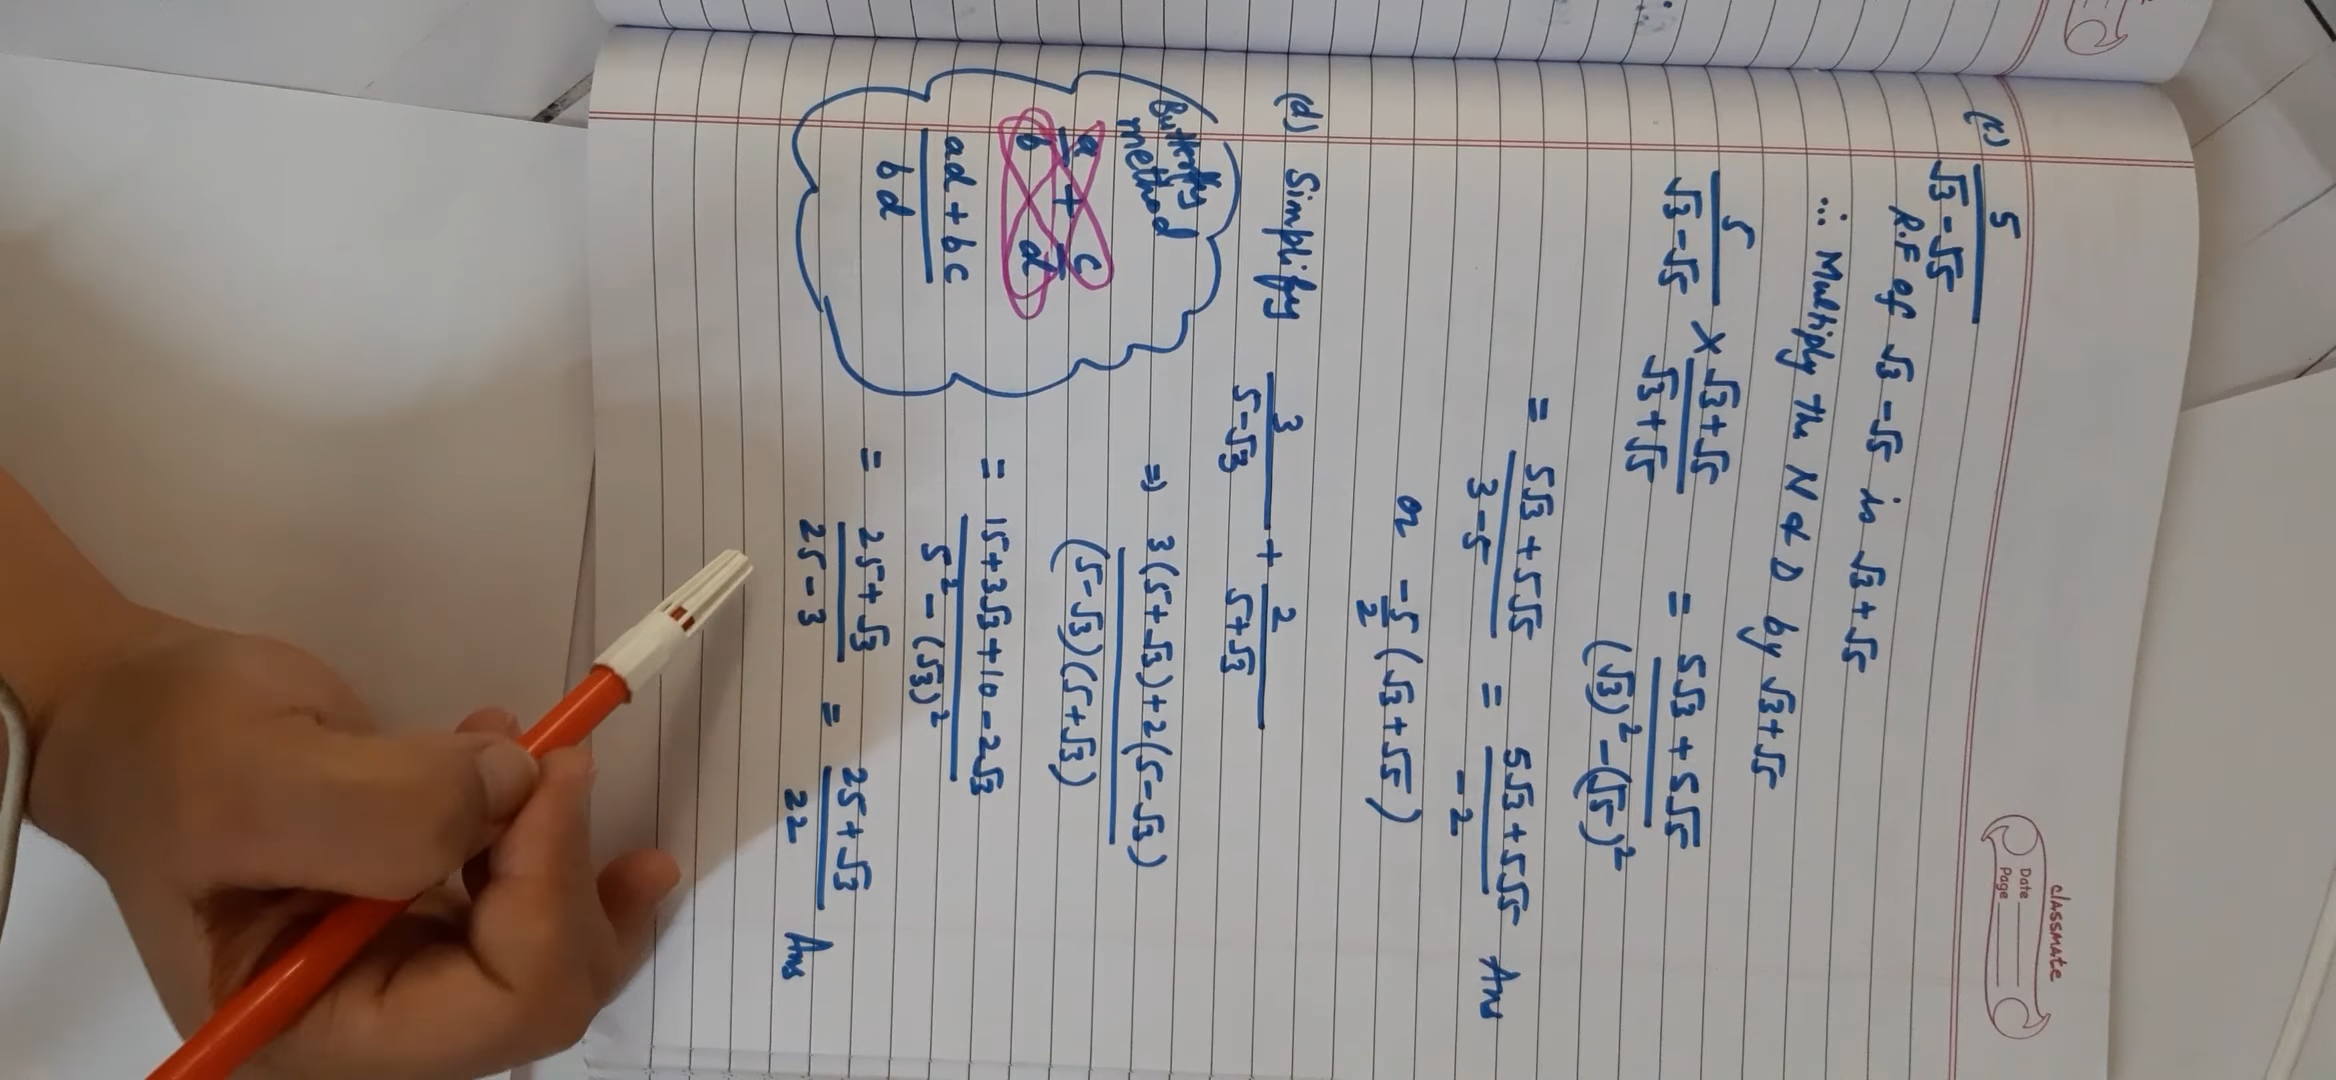 classmate
Date
Page
(c) 5/(√3-√5)
R.F of √3-√5 is √3+√5
∴ Multiply the N & D by √3+√5
5/(√3-√5) × (√3+√5)/(√3+√5) = (5√3+5√5)/((√3)²-(√5)²)
= (5√3+5√5)/(3-5) = (5√3+5√5)/-2 Ans
or -5/2 (√3+√5)
(d) Simplify 3/(5-√3) + 2/(5+√3)
Butterfly method
a/b + c/d
(ad+bc)/bd
⇒ (3(5+√3)+2(5-√3))/((5-√3)(5+√3))
= (15+3√3+10-2√3)/(5²-(√3)²)
= (25+√3)/(25-3) = (25+√3)/22 Ans